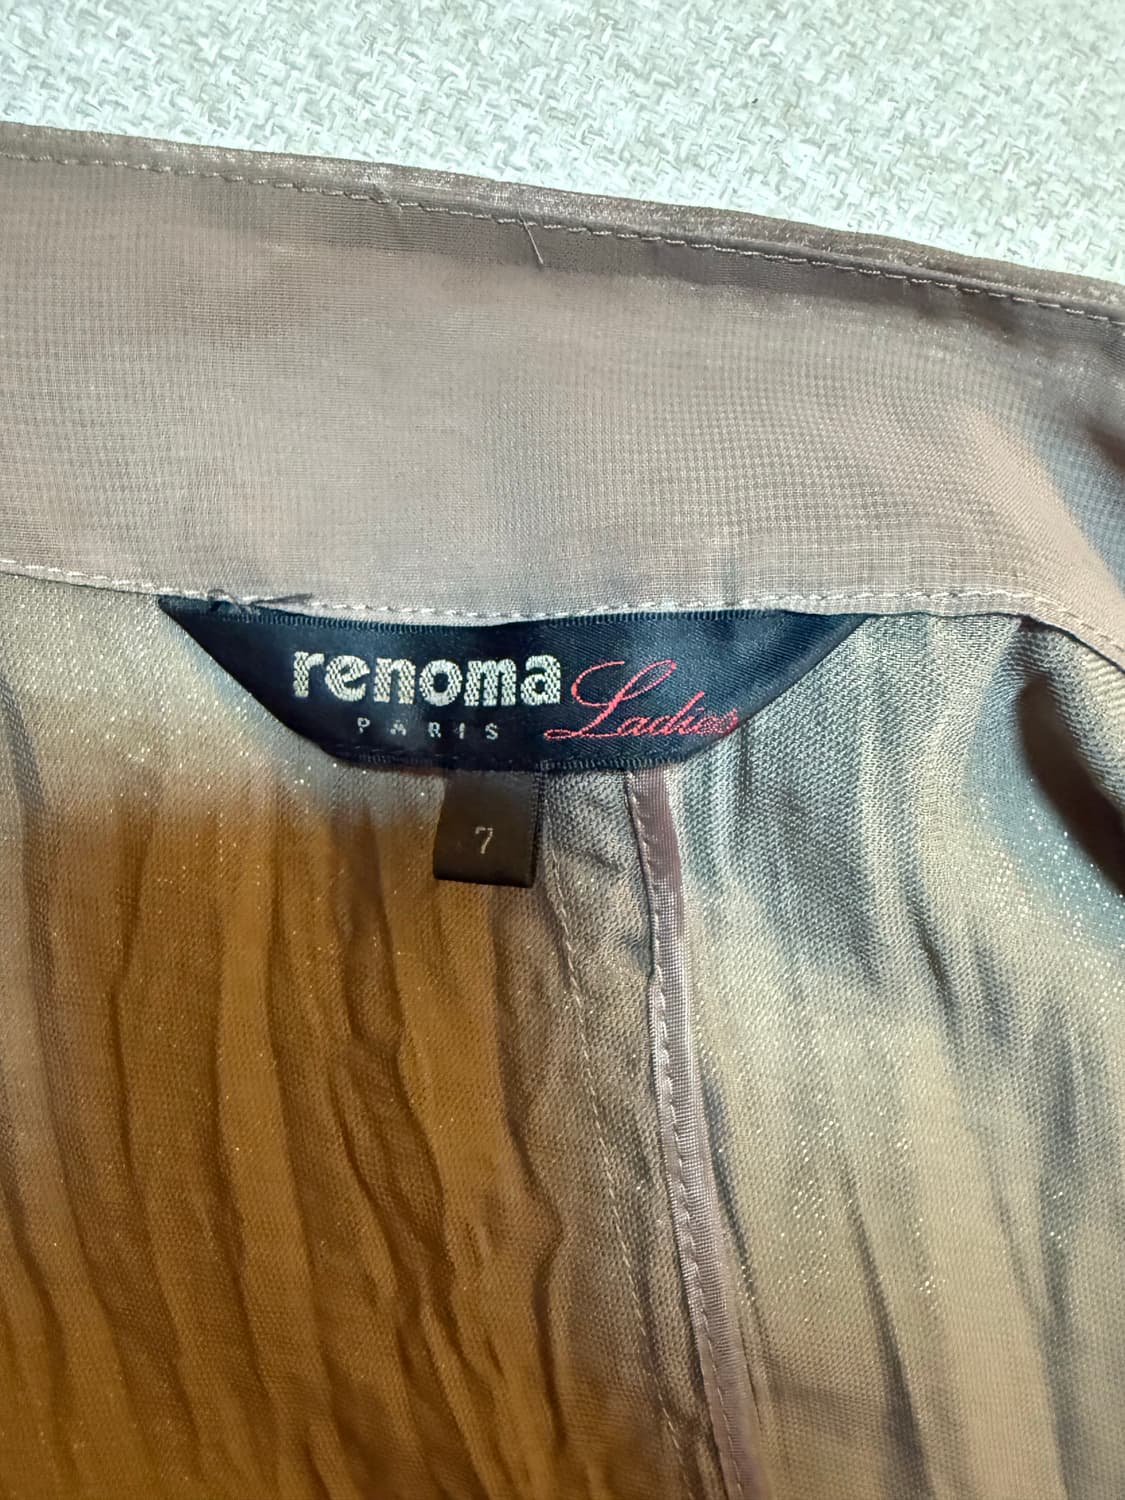 renoma Ladies
PARIS
7